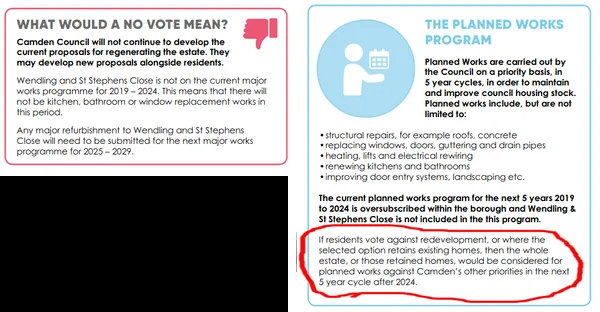 WHAT WOULD A NO VOTE MEAN?
Camden Council will not continue to develop the
current proposals for regenerating the estate. They
may develop new proposals alongside residents.
Wendling and St Stephens Close is not on the current major
works programme for 2019 – 2024. This means that there will
not be kitchen, bathroom or window replacement works in
this period.
Any major refurbishment to Wendling and St Stephens
Close will need to be submitted for the next major works
programme for 2025 – 2029.
THE PLANNED WORKS
PROGRAM
Planned Works are carried out by
the Council on a priority basis, in
5 year cycles, in order to maintain
and improve council housing stock.
Planned works include, but are not
limited to:
• structural repairs, for example roofs, concrete
• replacing windows, doors, guttering and drain pipes
• heating, lifts and electrical rewiring
• renewing kitchens and bathrooms
• improving door entry systems, landscaping etc.
The current planned works program for the next 5 years 2019
to 2024 is oversubscribed within the borough and Wendling &
St Stephens Close is not included in the this program.
If residents vote against redevelopment, or where the
selected option retains existing homes, then the whole
estate, or those retained homes, would be considered for
planned works against Camden's other priorities in the next
5 year cycle after 2024.